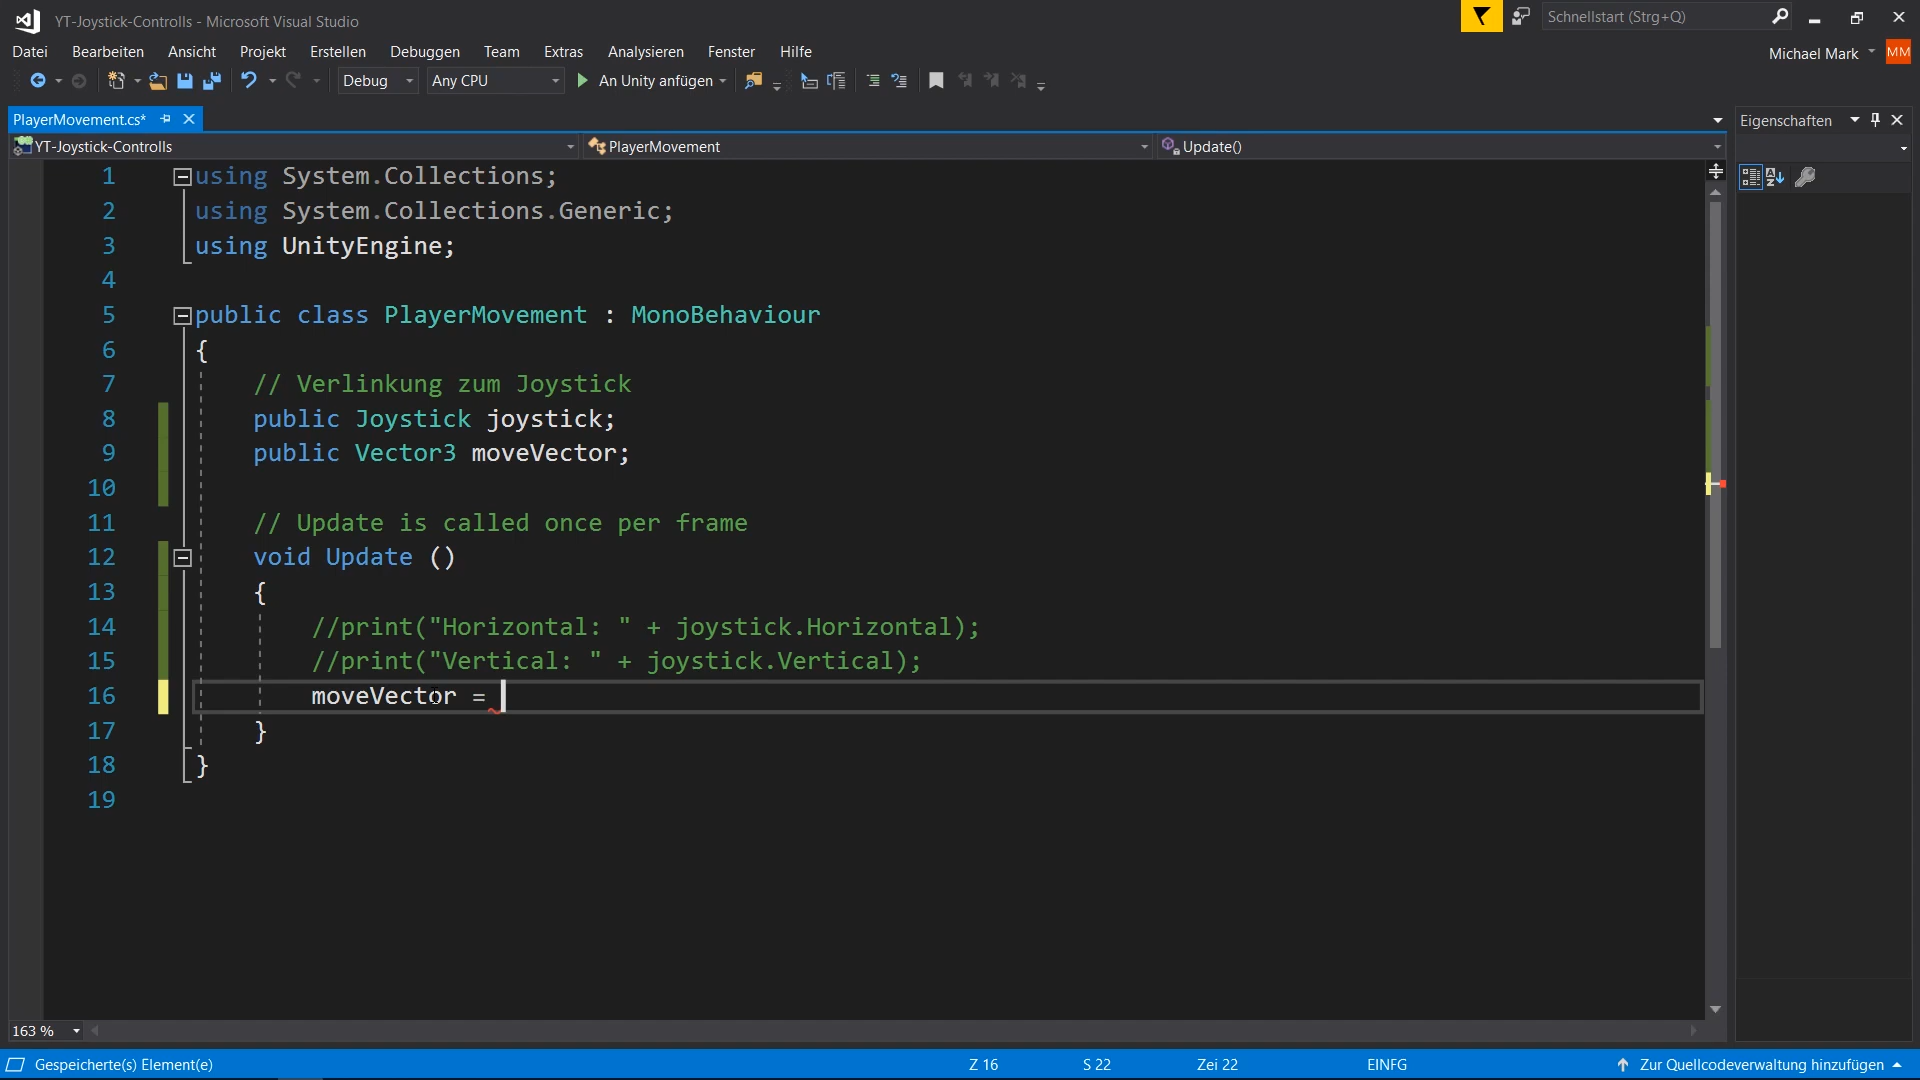 YT-Joystick-Controlls - Microsoft Visual Studio
Schnellstart (Strg+Q)
Datei Bearbeiten Ansicht Projekt Erstellen Debuggen Team Extras Analysieren Fenster Hilfe
Michael Mark MM
Debug Any CPU An Unity anfügen
PlayerMovement.cs*
Eigenschaften
YT-Joystick-Controlls PlayerMovement Update()
1 using System.Collections;
2 using System.Collections.Generic;
3 using UnityEngine;
4
5 public class PlayerMovement : MonoBehaviour
6 {
7 // Verlinkung zum Joystick
8 public Joystick joystick;
9 public Vector3 moveVector;
10
11 // Update is called once per frame
12 void Update ()
13 {
14 //print("Horizontal: " + joystick.Horizontal);
15 //print("Vertical: " + joystick.Vertical);
16 moveVector =
17 }
18 }
19
163 %
Gespeicherte(s) Element(e) Z 16 S 22 Zei 22 EINFG Zur Quellcodeverwaltung hinzufügen